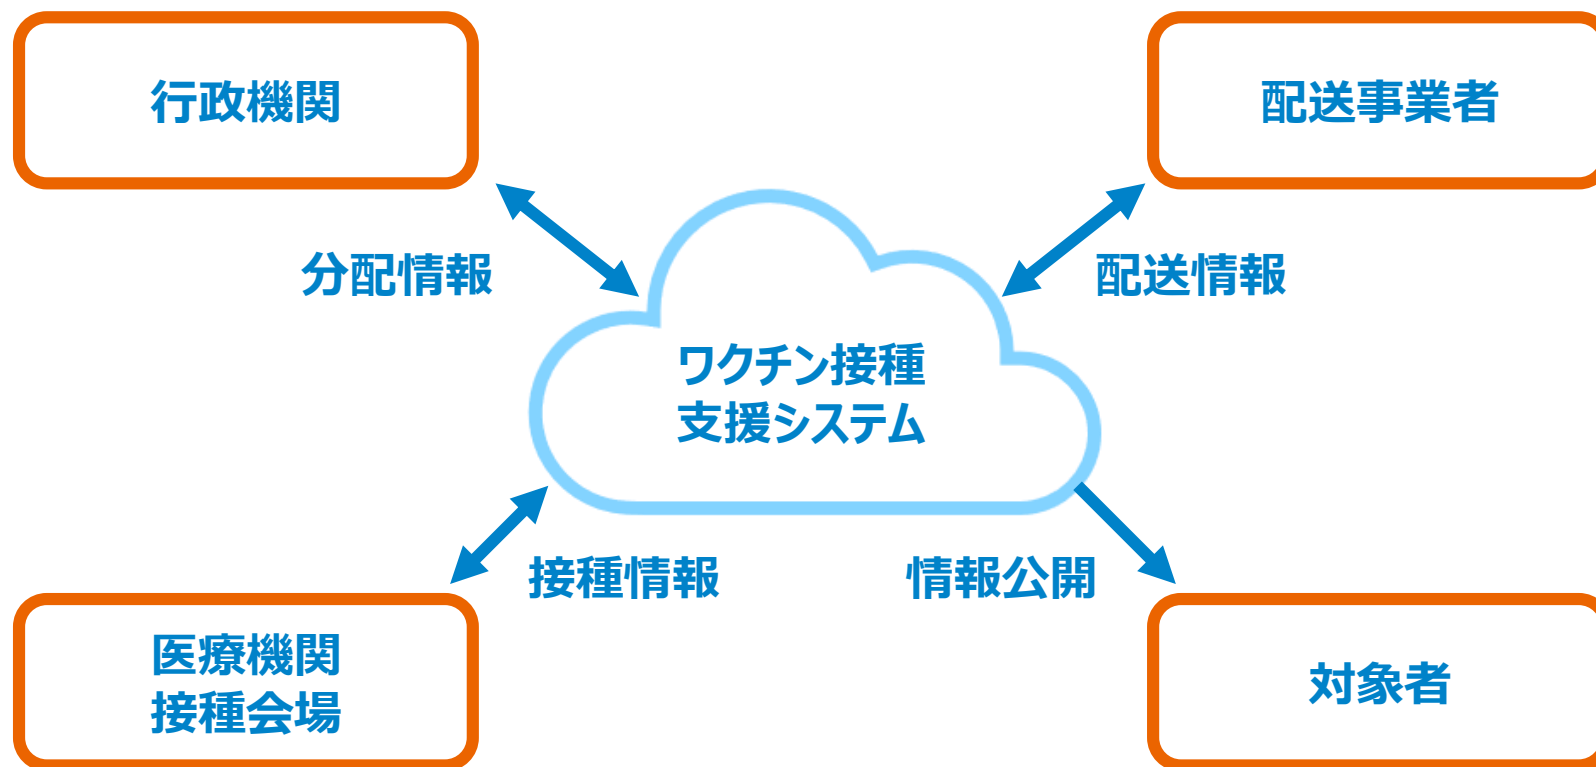 行政機関
配送事業者
分配情報
配送情報
ワクチン接種
支援システム
接種情報
情報公開
医療機関
接種会場
対象者